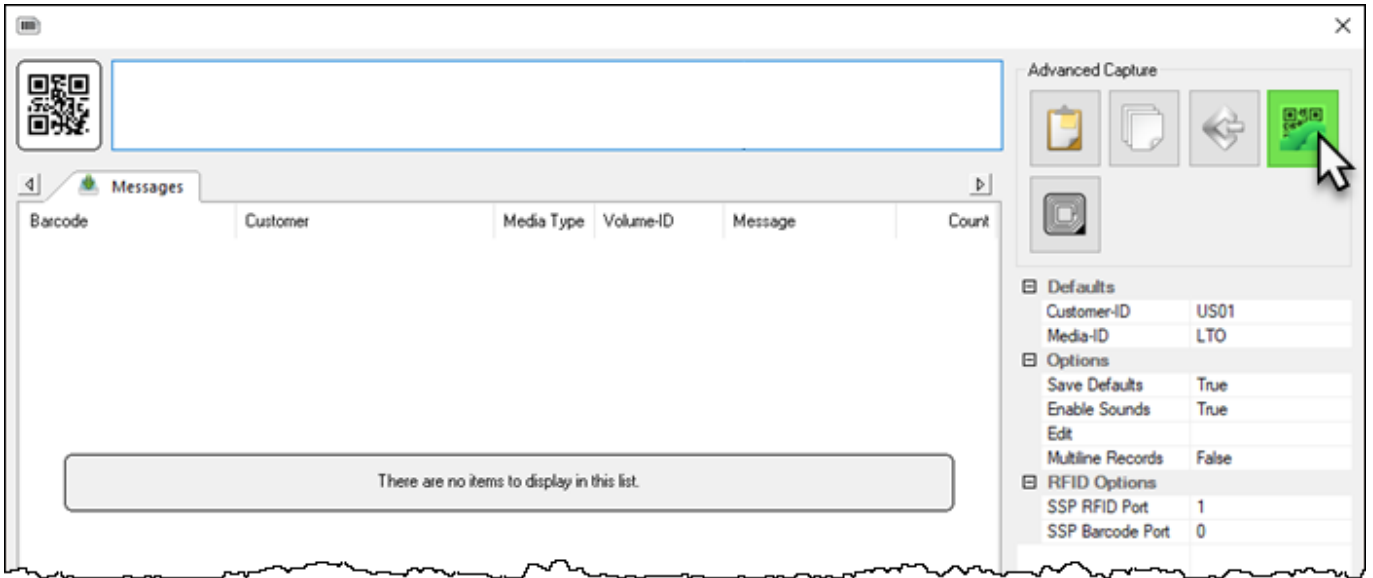 Advanced Capture
Messages
Barcode Customer Media Type Volume-ID Message Count
There are no items to display in this list.
Defaults
Customer-ID US01
Media-ID LTO
Options
Save Defaults True
Enable Sounds True
Edit
Multiline Records False
RFID Options
SSP RFID Port 1
SSP Barcode Port 0